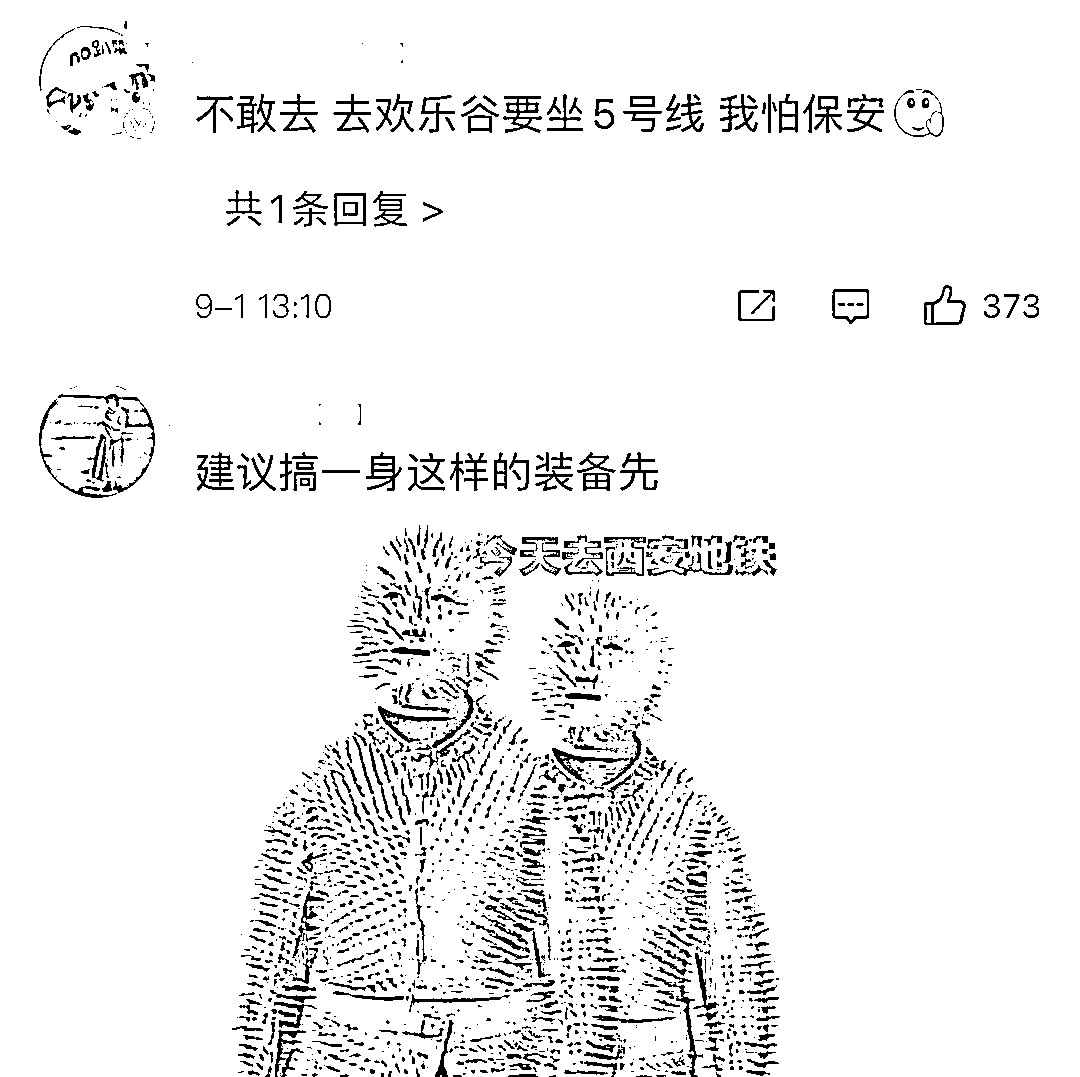 不敢去 去欢乐谷要坐5号线 我怕保安
共1条回复 >
9-1 13:10
373
建议搞一身这样的装备先
今天去西安地铁